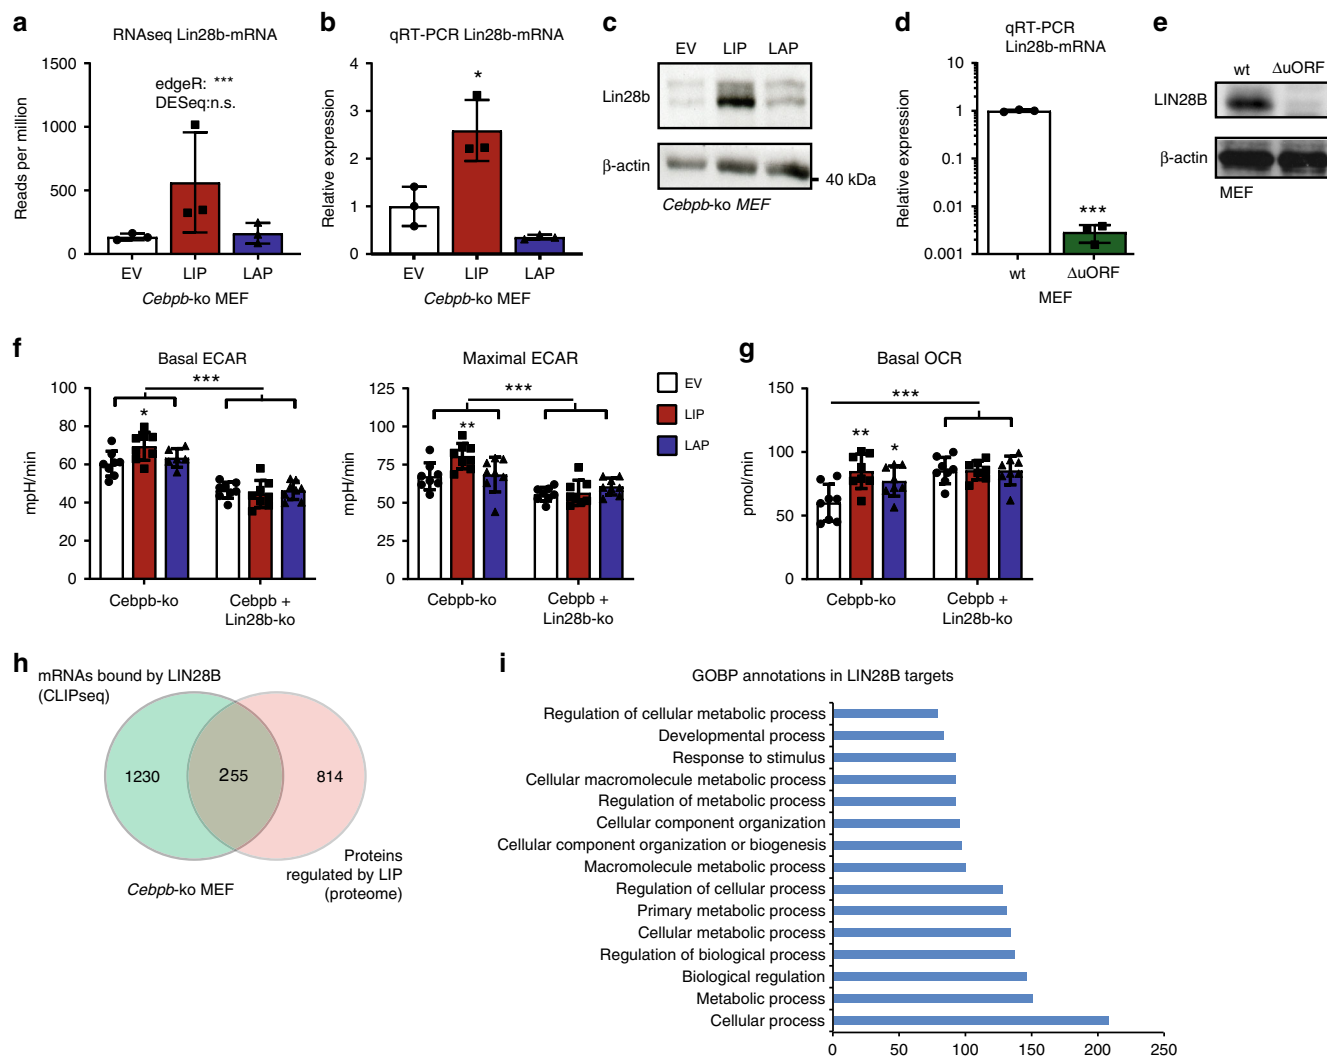 a
RNAseq Lin28b-mRNA
Reads per million
1500
1000
500
0
edgeR: ***
DESeq:n.s.
EV LIP LAP
Cebpb-ko MEF
b
qRT-PCR Lin28b-mRNA
Relative expression
4
3
2
1
0
*
EV LIP LAP
Cebpb-ko MEF
c
EV LIP LAP
Lin28b
β-actin
40 kDa
Cebpb-ko MEF
d
qRT-PCR
Lin28b-mRNA
Relative expression
10
1
0.1
0.01
0.001
***
wt ΔuORF
MEF
e
wt ΔuORF
LIN28B
β-actin
MEF
f
Basal ECAR
mpH/min
100
80
60
40
20
0
***
*
Cebpb-ko
Cebpb +
Lin28b-ko
Maximal ECAR
mpH/min
125
100
75
50
25
0
***
**
Cebpb-ko
Cebpb +
Lin28b-ko
EV
LIP
LAP
g
Basal OCR
pmol/min
150
100
50
0
***
**
*
Cebpb-ko
Cebpb +
Lin28b-ko
h
mRNAs bound by LIN28B
(CLIPseq)
1230 255 814
Proteins
regulated by LIP
(proteome)
Cebpb-ko MEF
i
GOBP annotations in LIN28B targets
Regulation of cellular metabolic process
Developmental process
Response to stimulus
Cellular macromolecule metabolic process
Regulation of metabolic process
Cellular component organization
Cellular component organization or biogenesis
Macromolecule metabolic process
Regulation of cellular process
Primary metabolic process
Cellular metabolic process
Regulation of biological process
Biological regulation
Metabolic process
Cellular process
0 50 100 150 200 250